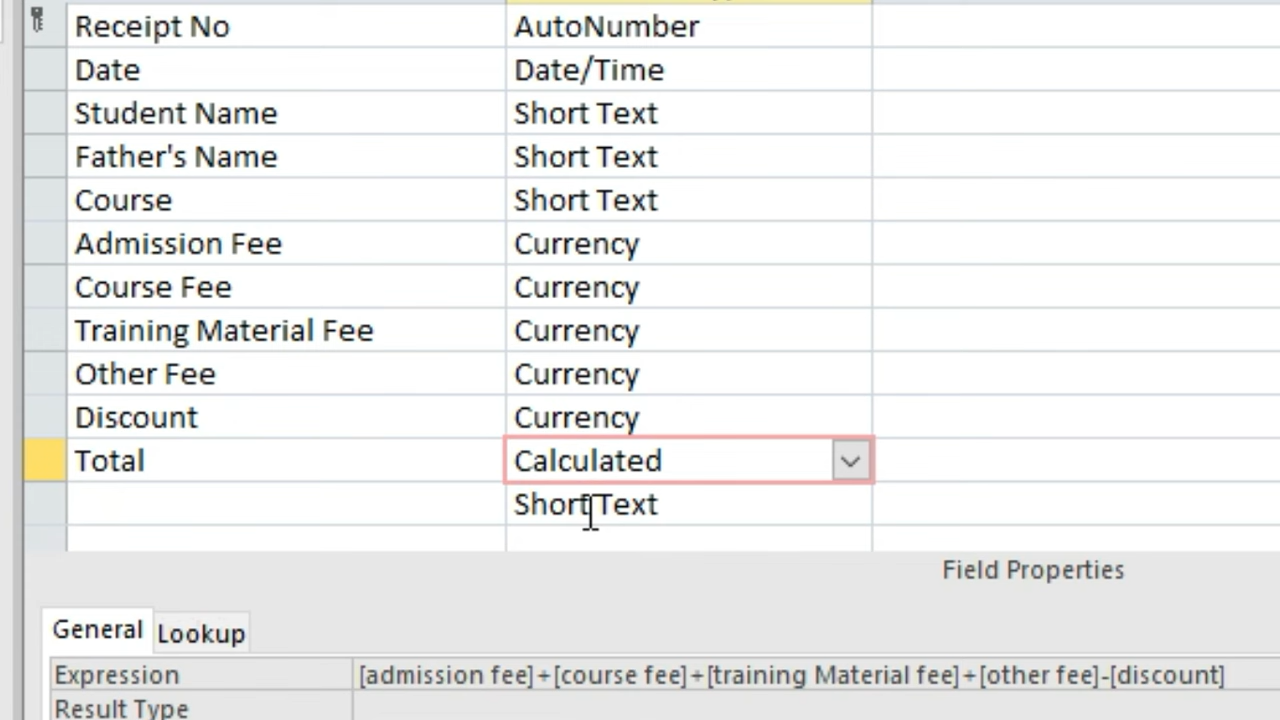 Receipt No AutoNumber
Date Date/Time
Student Name Short Text
Father's Name Short Text
Course Short Text
Admission Fee Currency
Course Fee Currency
Training Material Fee Currency
Other Fee Currency
Discount Currency
Total Calculated
Short Text
Field Properties
General Lookup
Expression [admission fee]+[course fee]+[training Material fee]+[other fee]-[discount]
Result Type